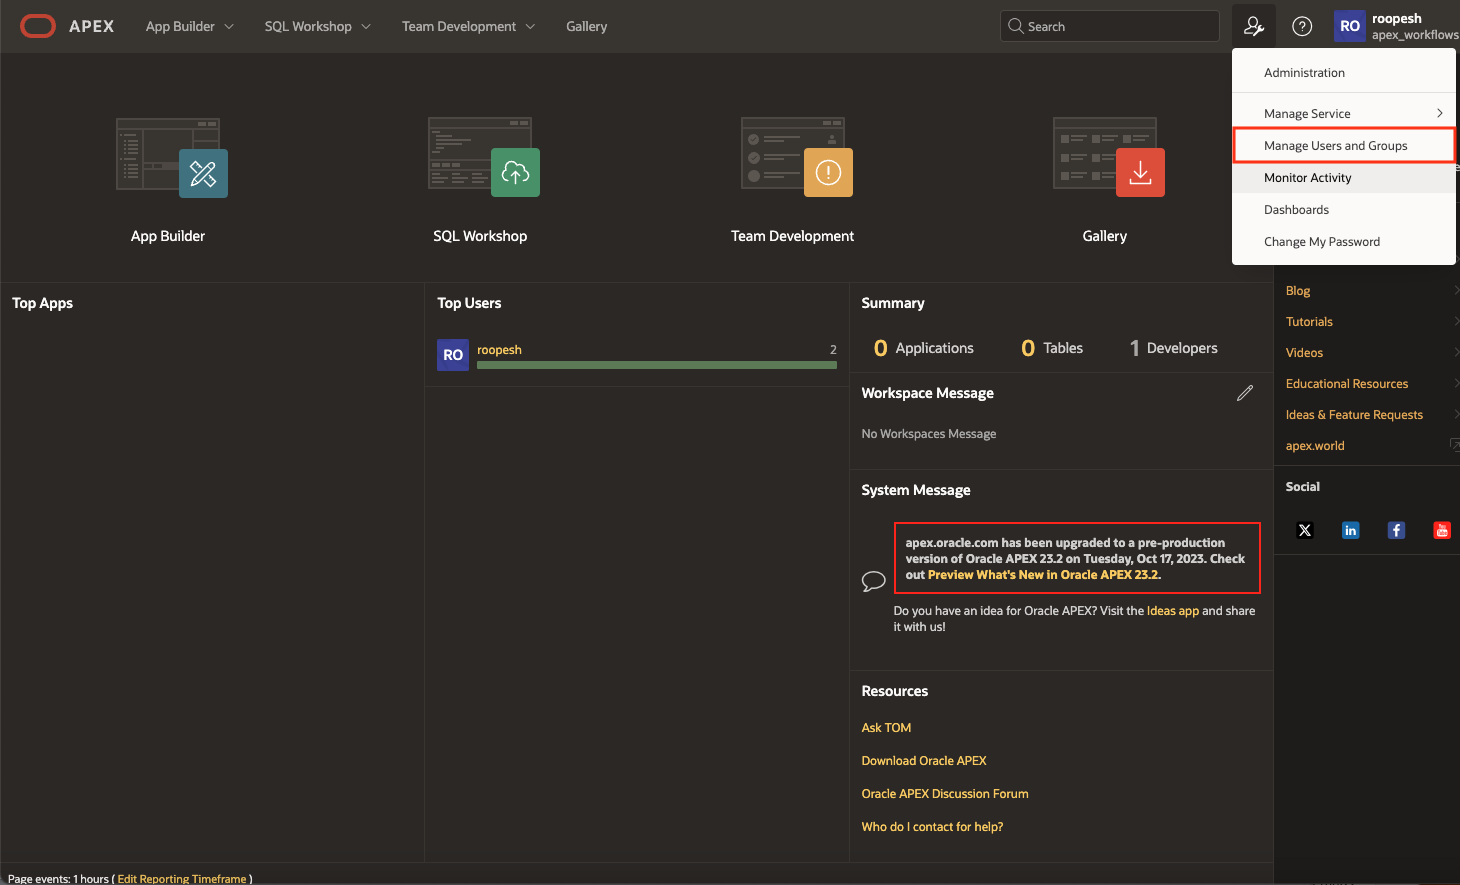 APEX
App Builder
SQL Workshop
Team Development
Gallery
Search
RO
roopesh
apex_workflows
Administration
Manage Service
Manage Users and Groups
Monitor Activity
Dashboards
Change My Password
App Builder
SQL Workshop
Team Development
Gallery
Top Apps
Top Users
RO
roopesh
2
Summary
0 Applications
0 Tables
1 Developers
Workspace Message
No Workspaces Message
System Message
apex.oracle.com has been upgraded to a pre-production
version of Oracle APEX 23.2 on Tuesday, Oct 17, 2023. Check
out Preview What's New in Oracle APEX 23.2.
Do you have an idea for Oracle APEX? Visit the Ideas app and share
it with us!
Resources
Ask TOM
Download Oracle APEX
Oracle APEX Discussion Forum
Who do I contact for help?
Blog
Tutorials
Videos
Educational Resources
Ideas & Feature Requests
apex.world
Social
Page events: 1 hours ( Edit Reporting Timeframe )